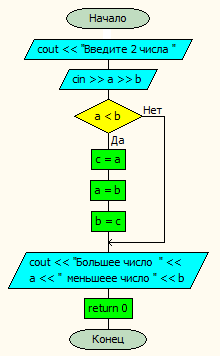 Начало
cout << "Введите 2 числа "
cin >> a >> b
a < b
Нет
Да
c = a
a = b
b = c
cout << "Большее число  " <<
a << "  меньшеее число " << b
return 0
Конец